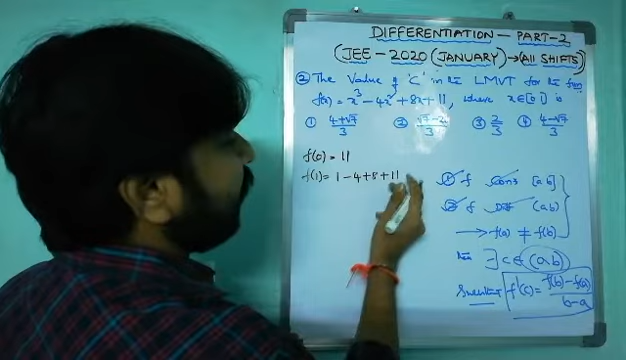 DIFFERENTIATION - PART-2
(JEE-2020 (JANUARY) → (All SHIFTS)
② The Value of 'C' in the LMVT for the fun
f(x) = x³ - 4x² + 8x + 11, where x∈[0 1] is
① 4+√7/3 ② √7-2/3 ③ 2/3 ④ 4-√7/3
f(0) = 11
f(1) = 1 - 4 + 8 + 11
① f Cons [a b]
② f Diff (a b)
→ f(a) ≠ f(b)
∃ c ∈ (a b)
f'(c) = f(b) - f(a)/b-a